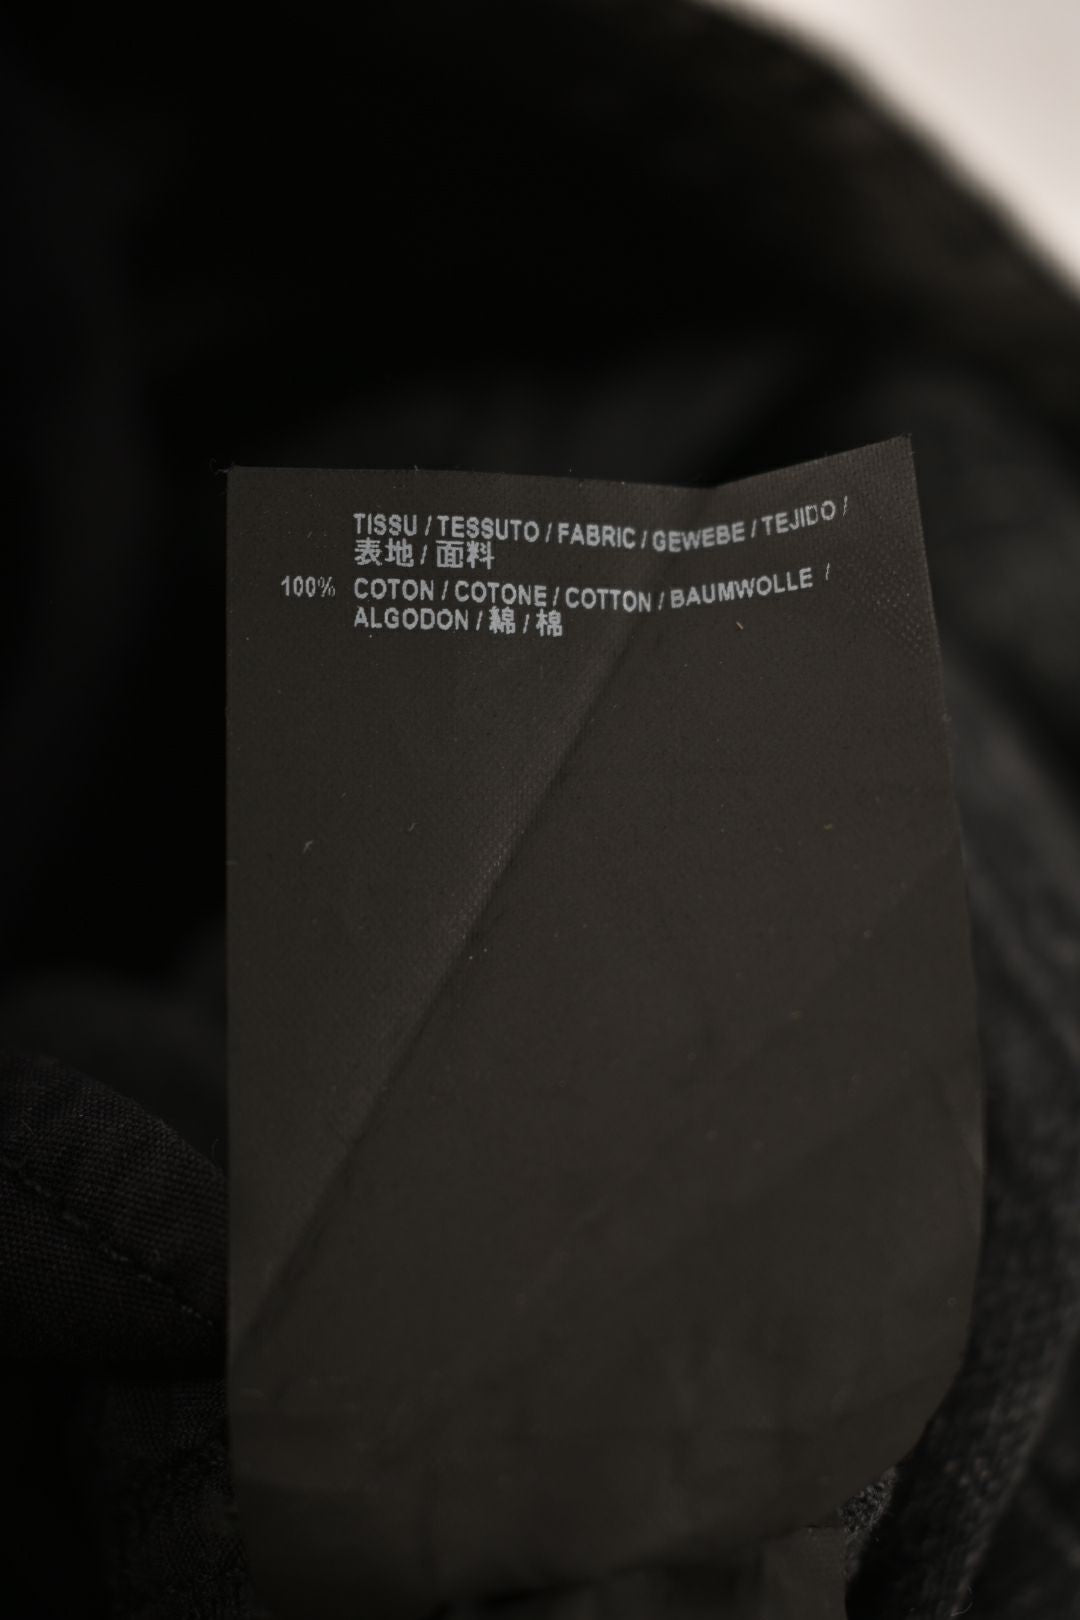 TISSU / TESSUTO / FABRIC / GEWEBE / TEJIDO /
表地 / 面料
100% COTON / COTONE / COTTON / BAUMWOLLE /
ALGODON / 綿 / 棉